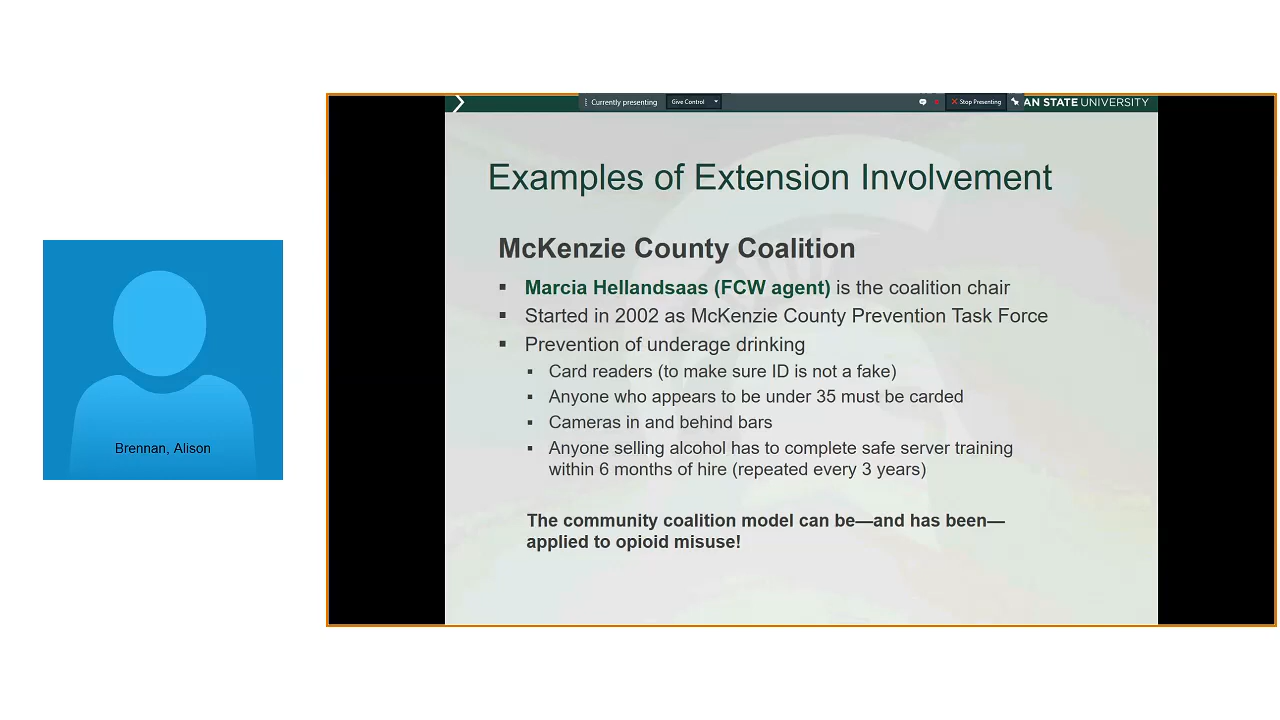 Currently presenting Give Control Stop Presenting AN STATE UNIVERSITY
Examples of Extension Involvement
McKenzie County Coalition
▪ Marcia Hellandsaas (FCW agent) is the coalition chair
▪ Started in 2002 as McKenzie County Prevention Task Force
▪ Prevention of underage drinking
▪ Card readers (to make sure ID is not a fake)
▪ Anyone who appears to be under 35 must be carded
▪ Cameras in and behind bars
▪ Anyone selling alcohol has to complete safe server training
within 6 months of hire (repeated every 3 years)
The community coalition model can be—and has been—
applied to opioid misuse!
Brennan, Alison